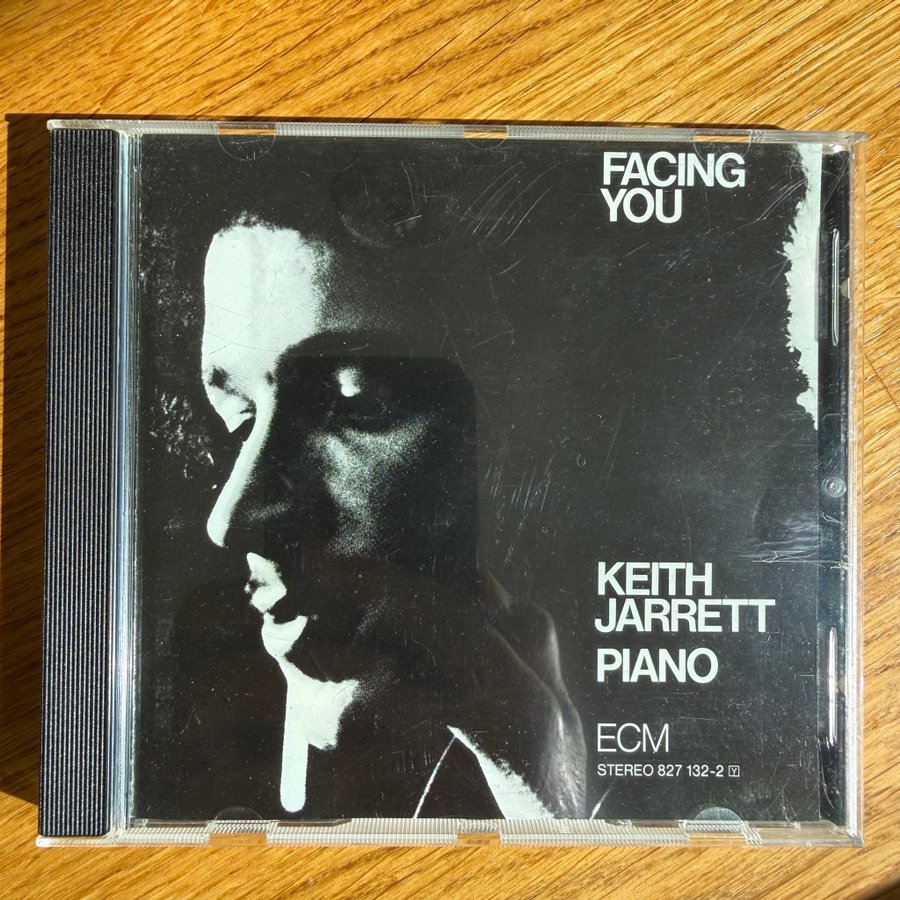 FACING
YOU
KEITH
JARRETT
PIANO
ECM
STEREO 827 132-2 Y